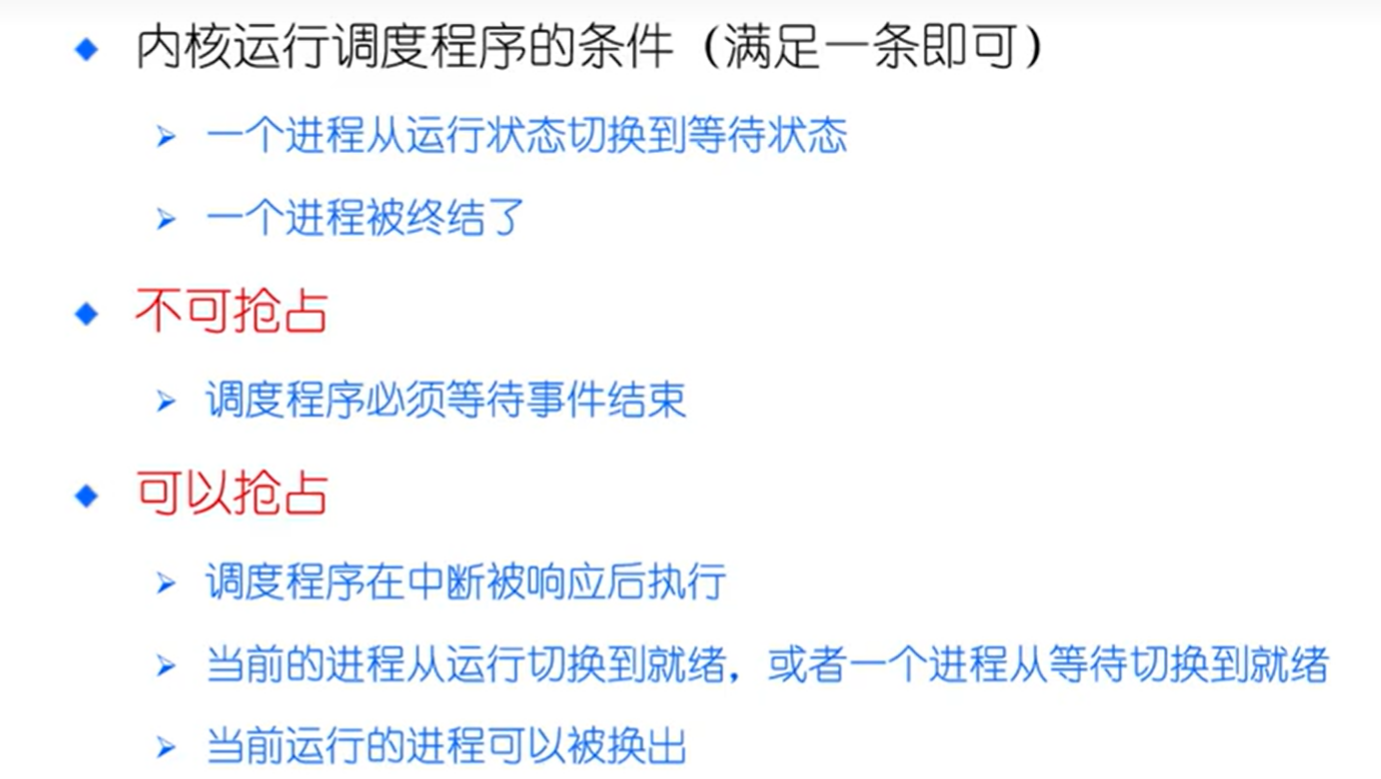 内核运行调度程序的条件（满足一条即可）
一个进程从运行状态切换到等待状态
一个进程被终结了
不可抢占
调度程序必须等待事件结束
可以抢占
调度程序在中断被响应后执行
当前的进程从运行切换到就绪，或者一个进程从等待切换到就绪
当前运行的进程可以被换出